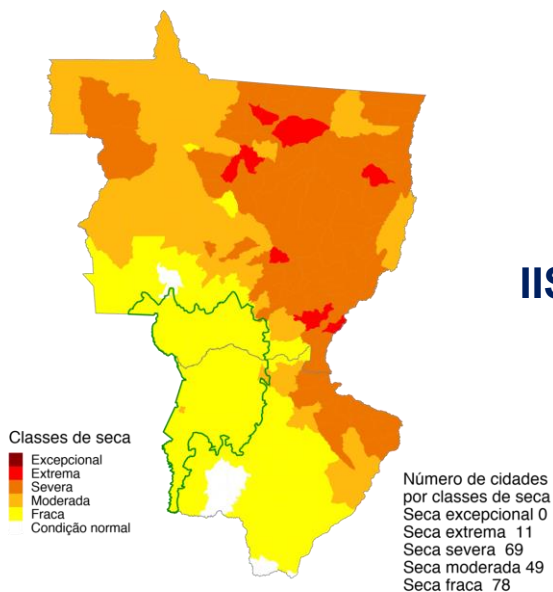 IIS
Classes de seca
Excepcional
Extrema
Severa
Moderada
Fraca
Condição normal
Número de cidades
por classes de seca
Seca excepcional 0
Seca extrema 11
Seca severa 69
Seca moderada 49
Seca fraca 78